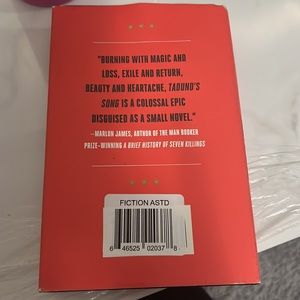 "BURNING WITH MAGIC AND
LOSS, EXILE AND RETURN,
BEAUTY AND HEARTACHE, TADUNO'S
SONG IS A COLOSSAL EPIC
DISGUISED AS A SMALL NOVEL."
—MARLON JAMES, AUTHOR OF THE MAN BOOKER
PRIZE-WINNING A BRIEF HISTORY OF SEVEN KILLINGS
FICTION ASTD
6 46525 02037 8